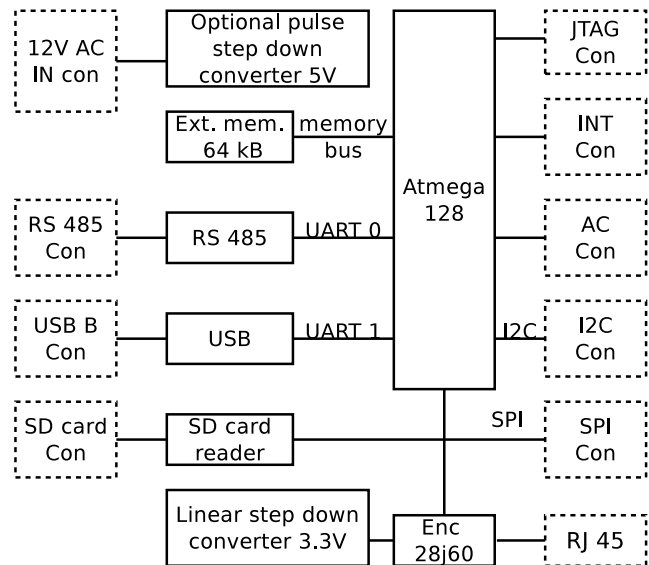 12V AC
IN con
Optional pulse
step down
converter 5V
JTAG
Con
Ext. mem.
64 kB
memory
bus
INT
Con
Atmega
128
RS 485
Con
RS 485
UART 0
AC
Con
USB B
Con
USB
UART 1
I2C
I2C
Con
SD card
Con
SD card
reader
SPI
SPI
Con
Linear step down
converter 3.3V
Enc
28j60
RJ 45